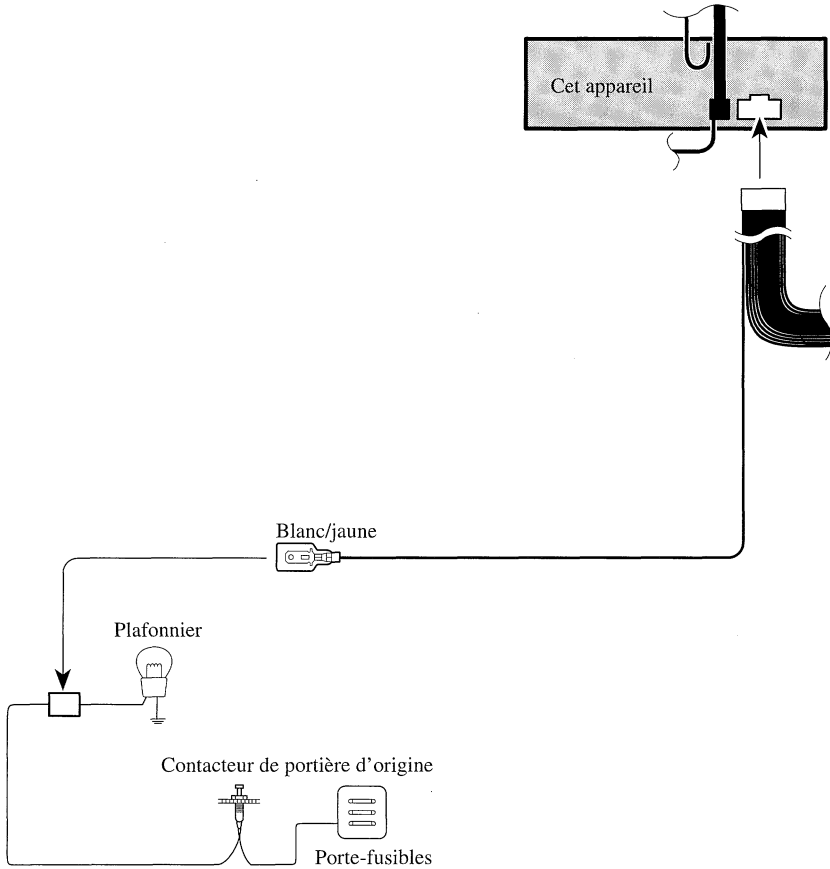 Cet appareil
Blanc/jaune
Plafonnier
Contacteur de portière d'origine
Porte-fusibles